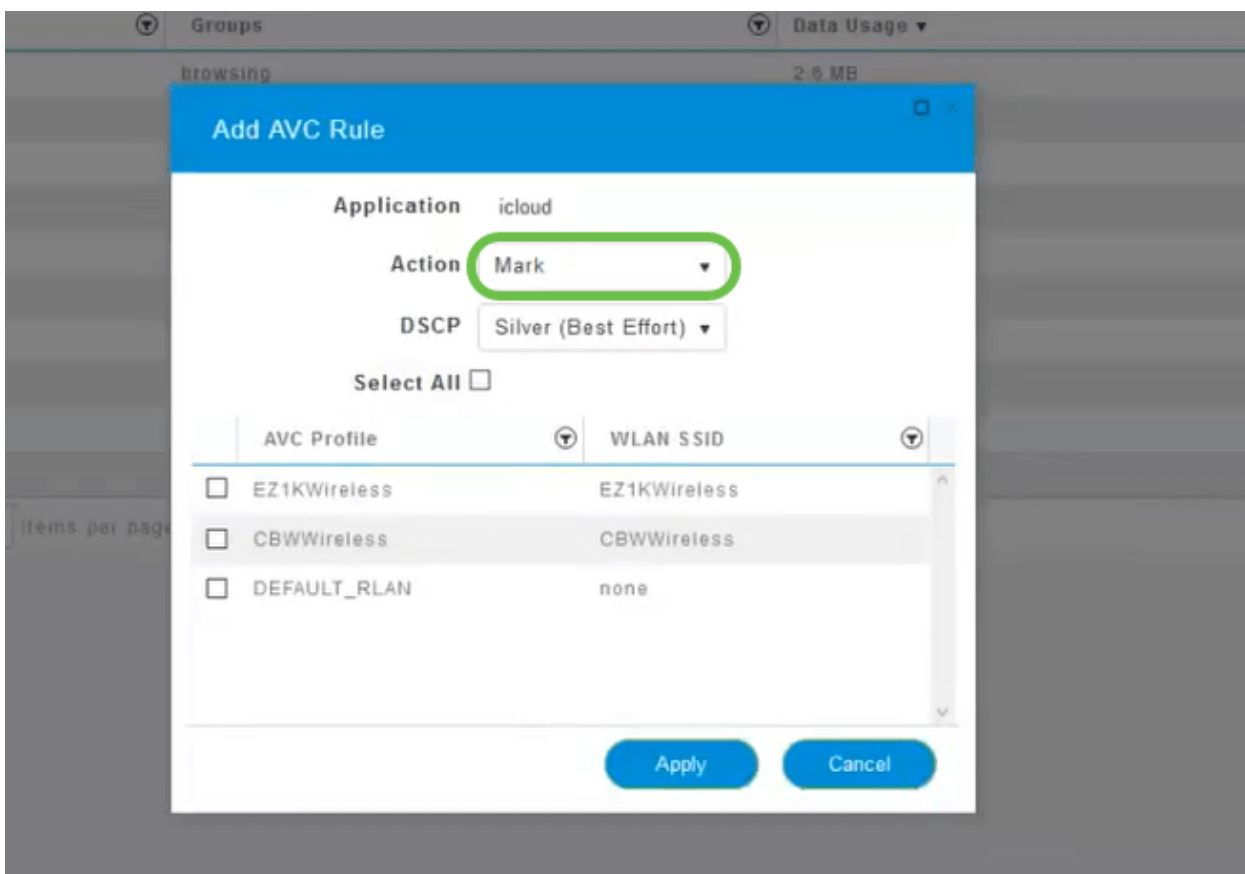 Groups Data Usage
browsing 2.6 MB
Add AVC Rule
Application icloud
Action Mark
DSCP Silver (Best Effort)
Select All
AVC Profile WLAN SSID
EZ1KWireless EZ1KWireless
items per page
CBWWireless CBWWireless
DEFAULT_RLAN none
Apply Cancel